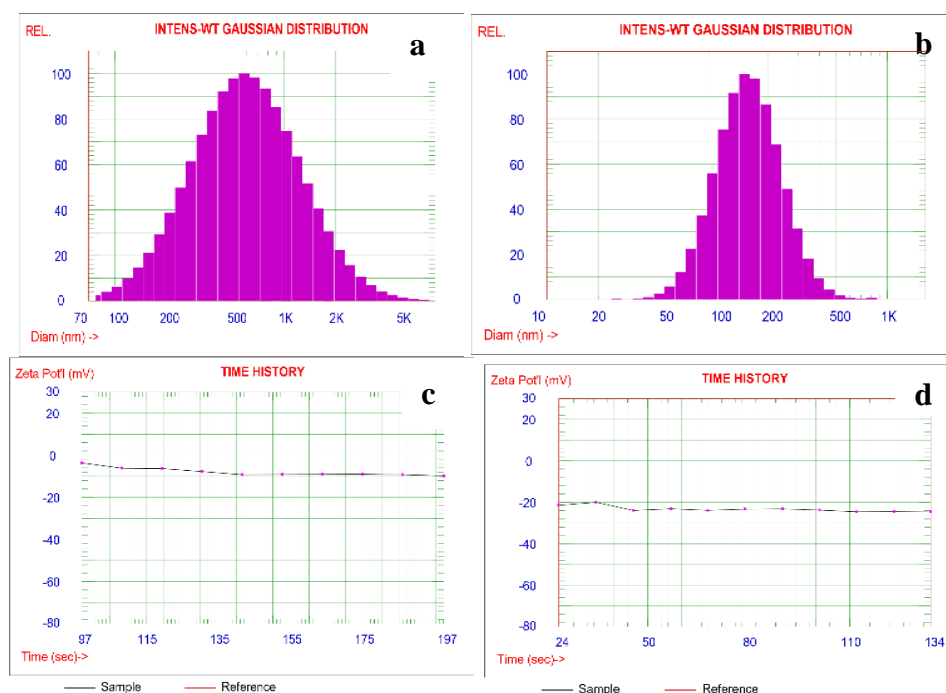 REL. INTENS-WT GAUSSIAN DISTRIBUTION a
100
80
60
40
20
0
70 100 200 500 1K 2K 5K
Diam (nm) ->
REL. INTENS-WT GAUSSIAN DISTRIBUTION b
100
80
60
40
20
0
10 20 50 100 200 500 1K
Diam (nm) ->
Zeta Pot'l (mV) TIME HISTORY c
30
20
0
-20
-40
-60
-80
97 115 135 155 175 197
Time (sec)->
Sample Reference
Zeta Pot'l (mV) TIME HISTORY d
30
20
0
-20
-40
-60
-80
24 50 80 110 134
Time (sec)->
Sample Reference